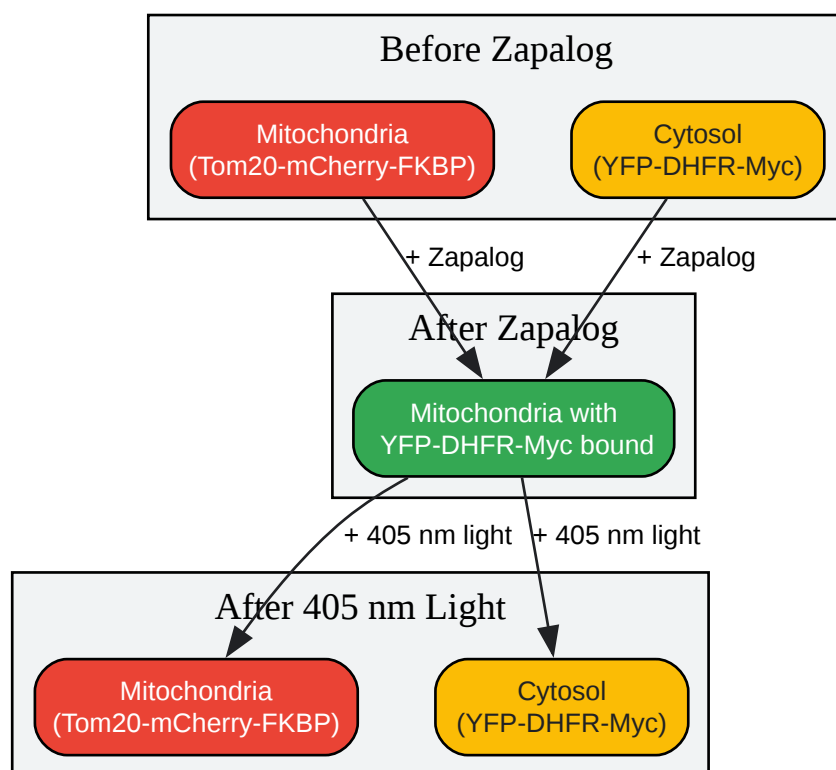 Before Zapalog
Mitochondria
(Tom20-mCherry-FKBP)
Cytosol
(YFP-DHFR-Myc)
+ Zapalog
+ Zapalog
After Zapalog
Mitochondria with
YFP-DHFR-Myc bound
+ 405 nm light
+ 405 nm light
After 405 nm Light
Mitochondria
(Tom20-mCherry-FKBP)
Cytosol
(YFP-DHFR-Myc)